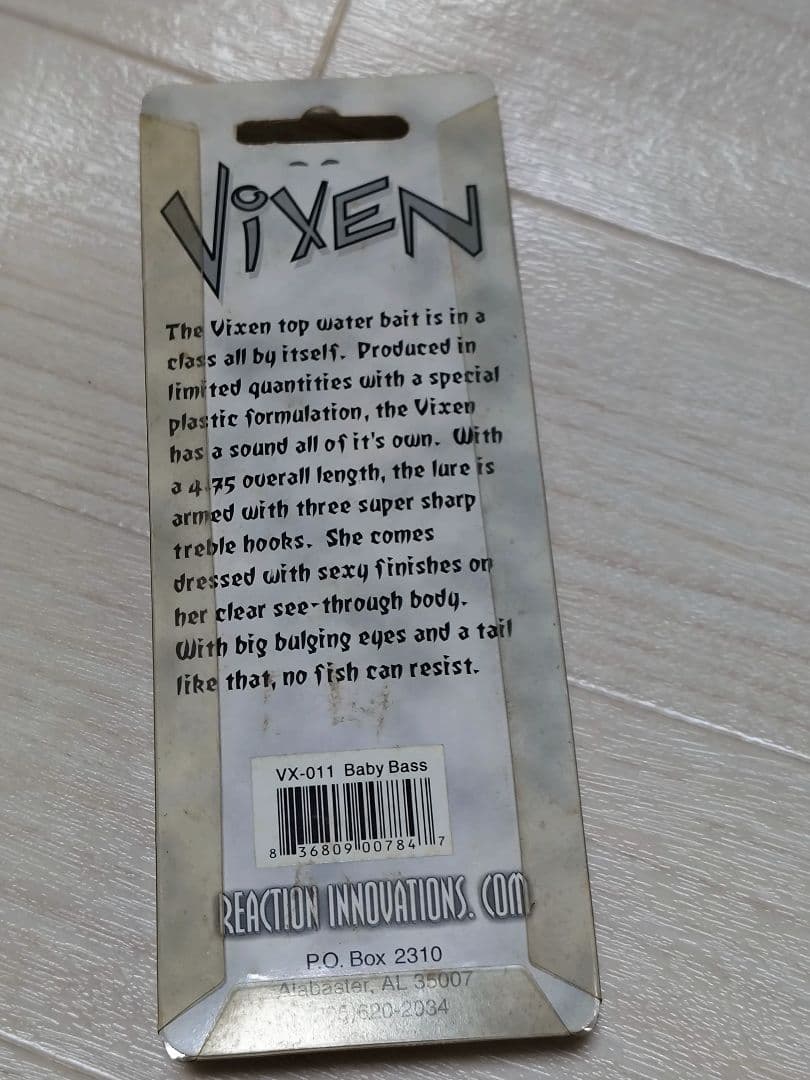 ViXEN
The Vixen top water bait is in a
class all by itself. Produced in
limited quantities with a special
plastic formulation, the Vixen
has a sound all of it's own. With
a 4.75 overall length, the lure is
armed with three super sharp
treble hooks. She comes
dressed with sexy finishes on
her clear see-through body.
With big bulging eyes and a tail
like that, no fish can resist.
VX-011 Baby Bass
8 36809 00784 7
REACTION INNOVATIONS. COM
P.O. Box 2310
Alabaster, AL 35007
620-2034